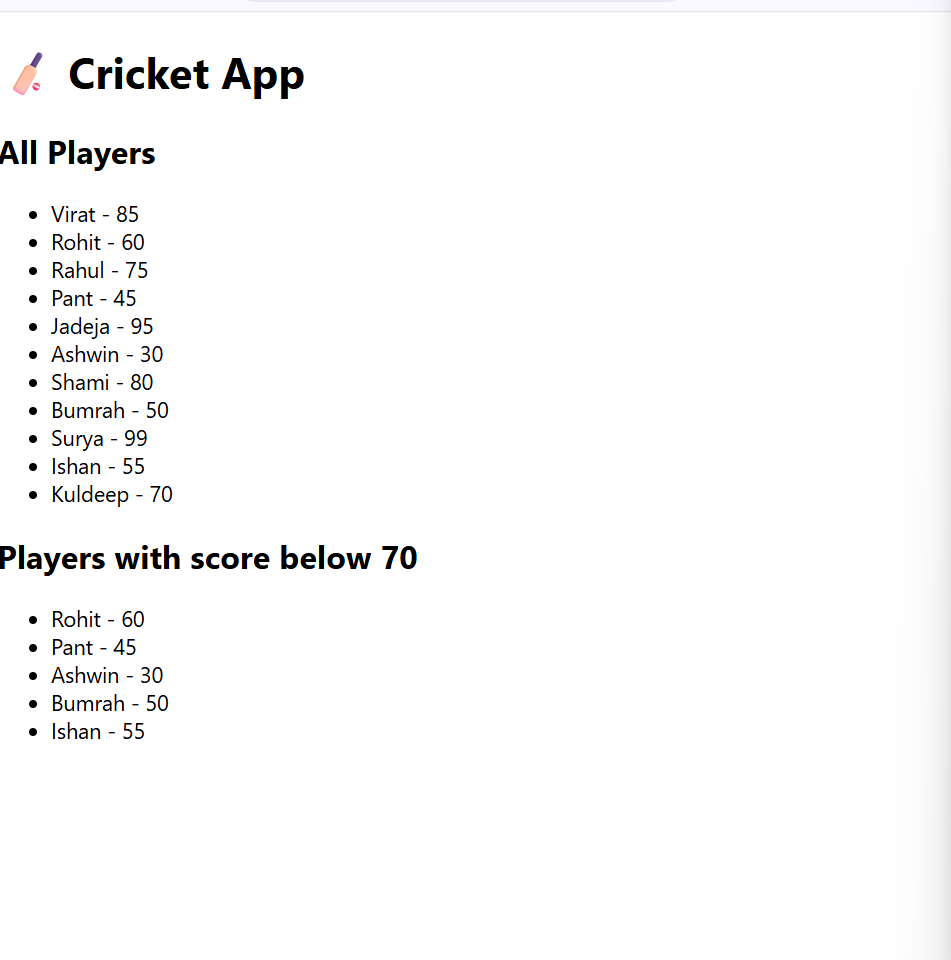 🏏 Cricket App
All Players
• Virat - 85
• Rohit - 60
• Rahul - 75
• Pant - 45
• Jadeja - 95
• Ashwin - 30
• Shami - 80
• Bumrah - 50
• Surya - 99
• Ishan - 55
• Kuldeep - 70
Players with score below 70
• Rohit - 60
• Pant - 45
• Ashwin - 30
• Bumrah - 50
• Ishan - 55